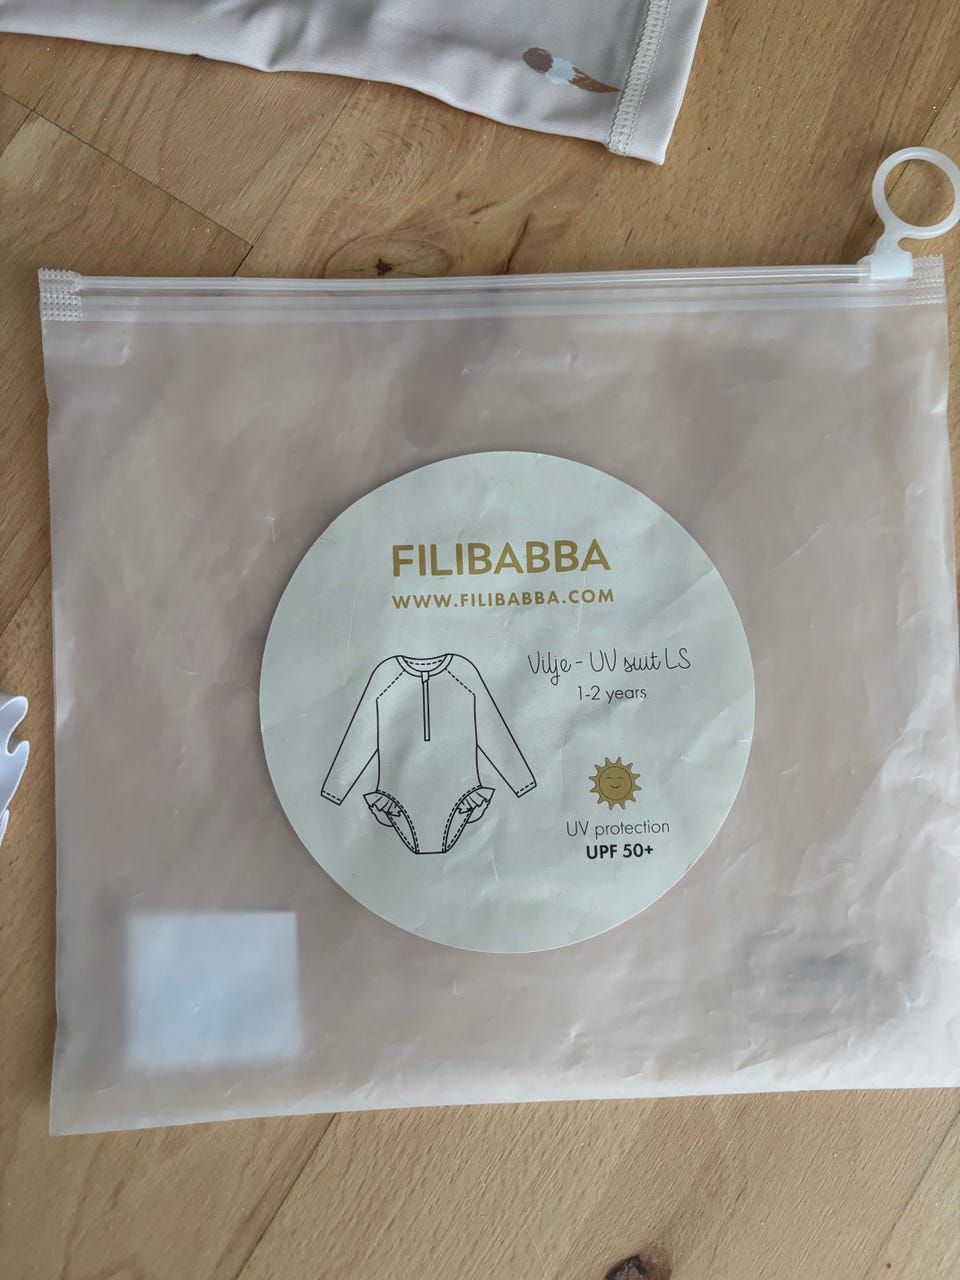 FILIBABBA
WWW.FILIBABBA.COM
Vilje - UV suit LS
1-2 years
UV protection
UPF 50+